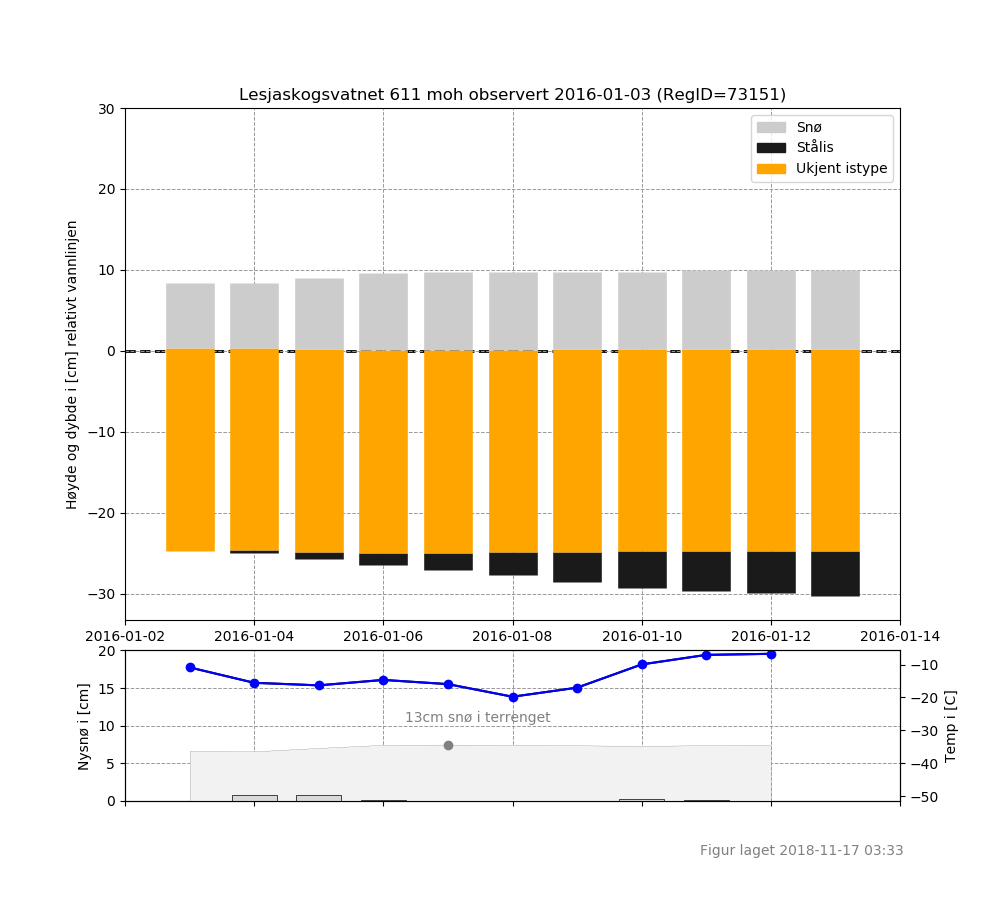 Lesjaskogsvatnet 611 moh observert 2016-01-03 (RegID=73151)
30
20
10
0
−10
−20
−30
Høyde og dybde i [cm] relativt vannlinjen
Snø
Stålis
Ukjent istype
2016-01-02 2016-01-04 2016-01-06 2016-01-08 2016-01-10 2016-01-12 2016-01-14
20
15
10
5
0
Nysnø i [cm]
13cm snø i terrenget
−10
−20
−30
−40
−50
Temp i [C]
Figur laget 2018-11-17 03:33